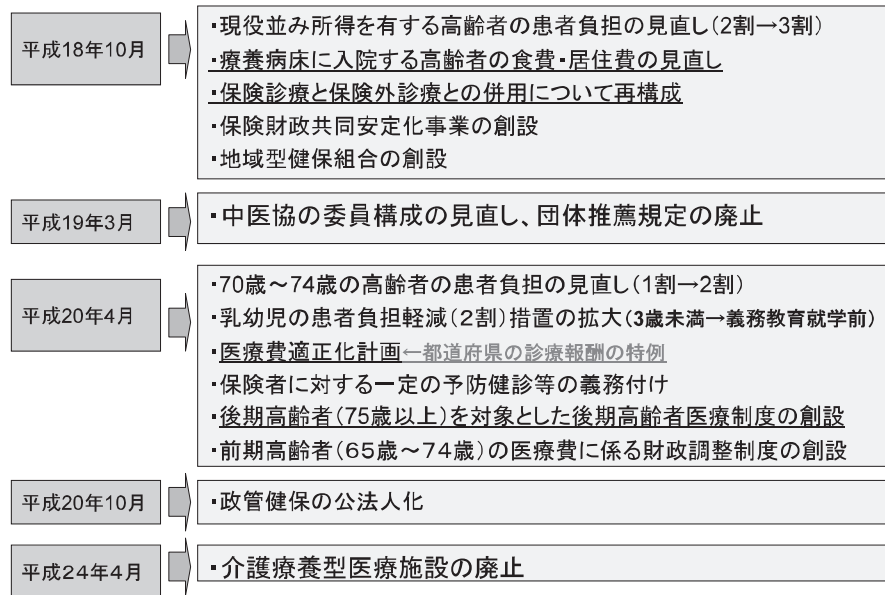 平成18年10月
・現役並み所得を有する高齢者の患者負担の見直し(2割→3割)
・療養病床に入院する高齢者の食費・居住費の見直し
・保険診療と保険外診療との併用について再構成
・保険財政共同安定化事業の創設
・地域型健保組合の創設
平成19年3月
・中医協の委員構成の見直し、団体推薦規定の廃止
平成20年4月
・70歳～74歳の高齢者の患者負担の見直し(1割→2割)
・乳幼児の患者負担軽減(2割)措置の拡大(3歳未満→義務教育就学前)
・医療費適正化計画←都道府県の診療報酬の特例
・保険者に対する一定の予防健診等の義務付け
・後期高齢者(75歳以上)を対象とした後期高齢者医療制度の創設
・前期高齢者(65歳～74歳)の医療費に係る財政調整制度の創設
平成20年10月
・政管健保の公法人化
平成24年4月
・介護療養型医療施設の廃止